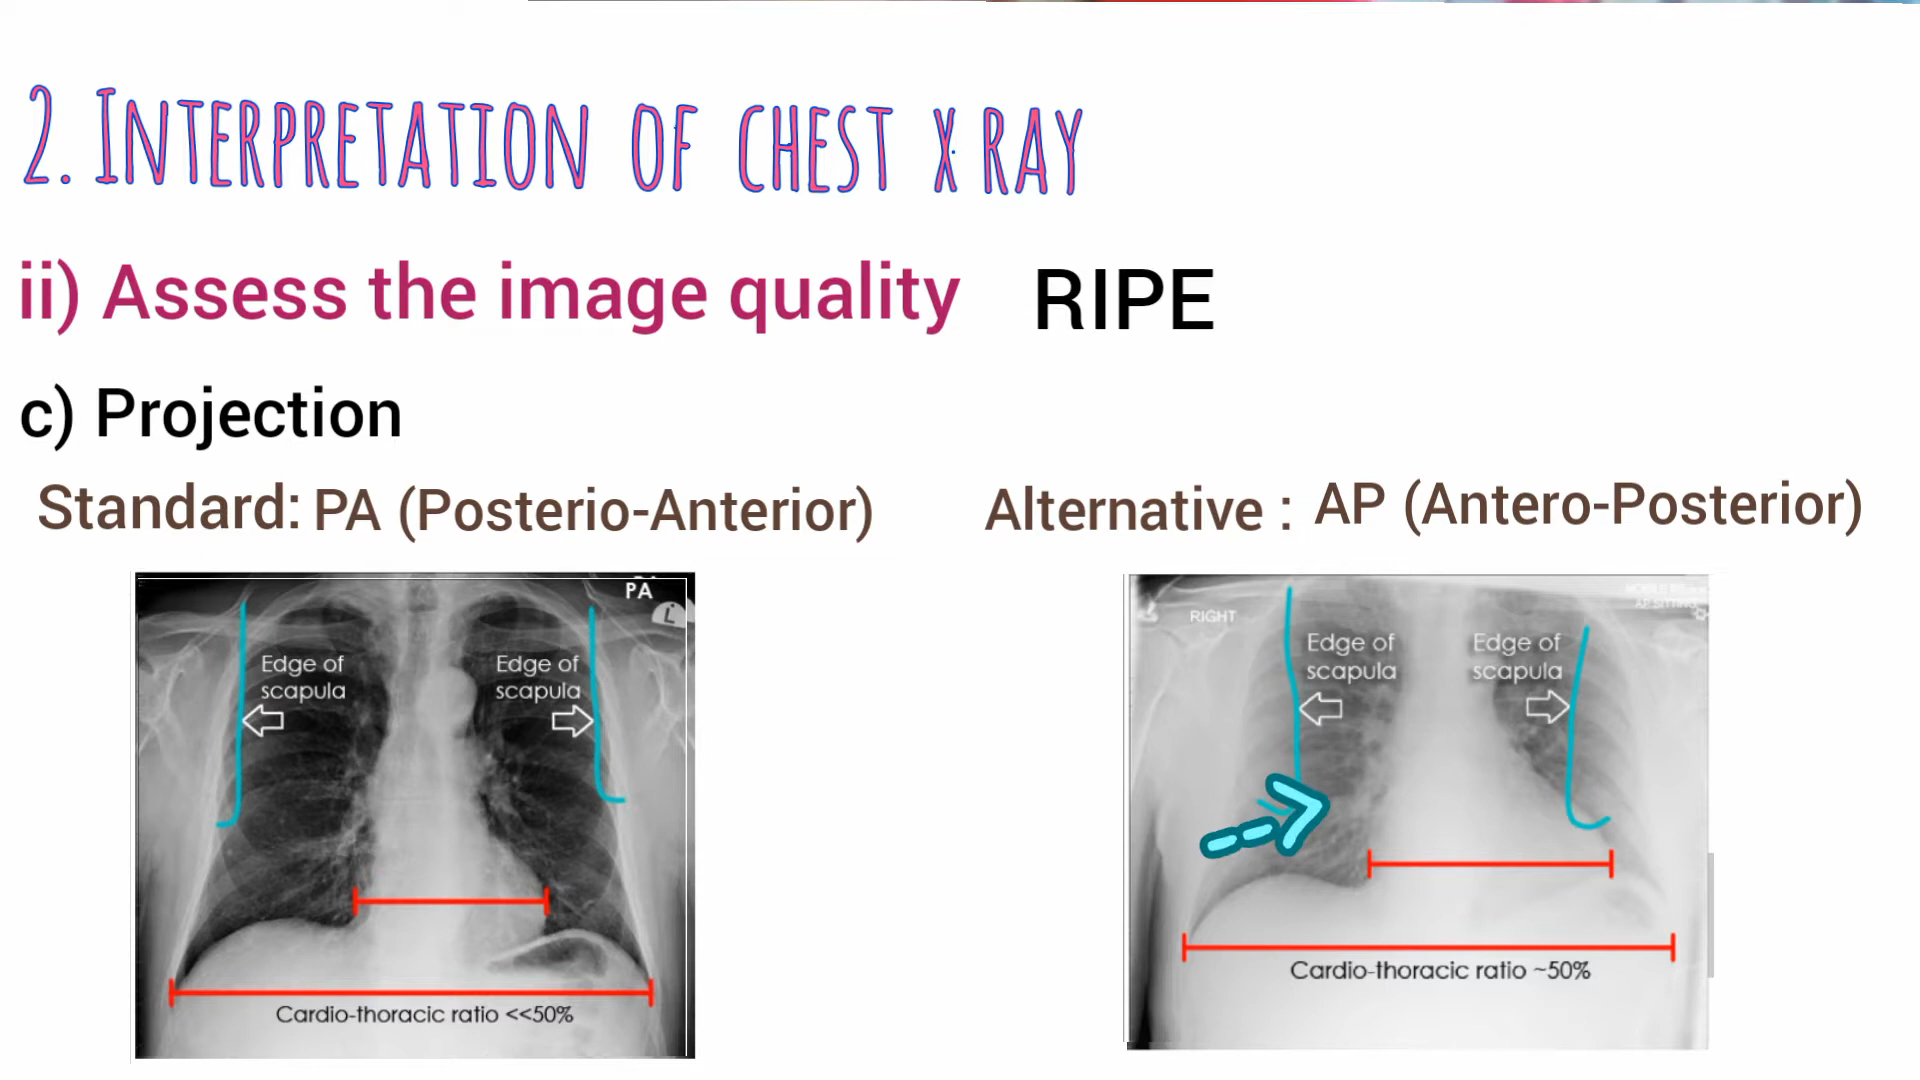 2. Interpretation of chest x ray
ii) Assess the image quality RIPE
c) Projection
Standard: PA (Posterio-Anterior)
Alternative : AP (Antero-Posterior)
PA
L
Edge of
scapula
Edge of
scapula
Cardio-thoracic ratio <<50%
RIGHT
AP SITTING
Edge of
scapula
Edge of
scapula
Cardio-thoracic ratio ~50%